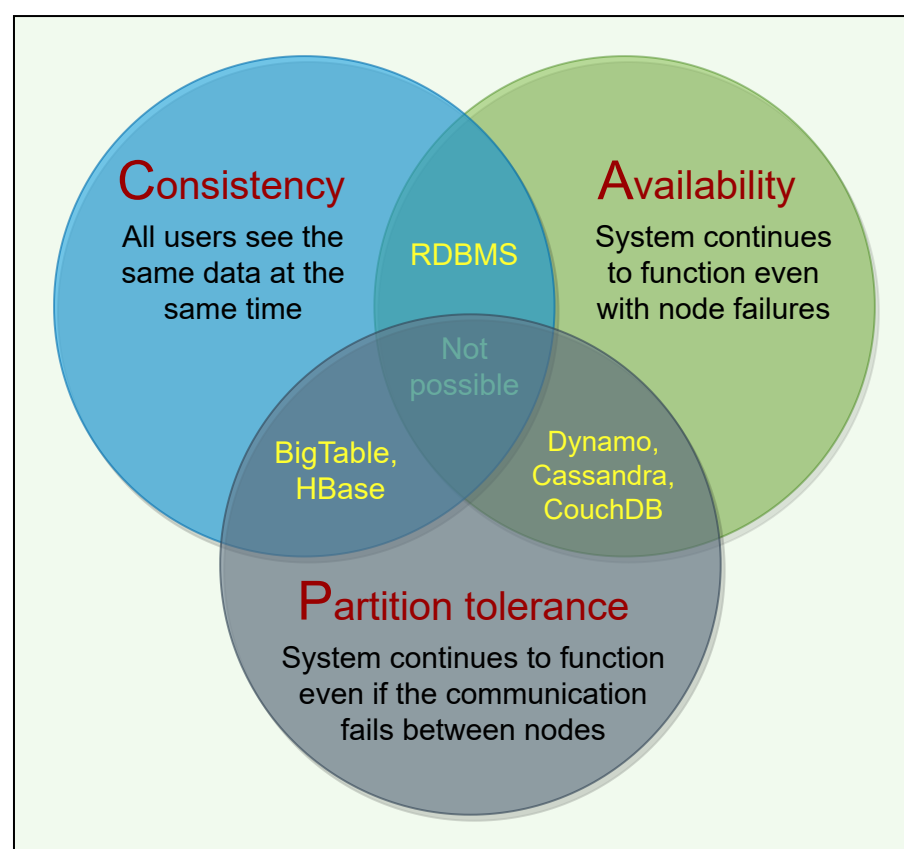 Consistency
All users see the
same data at the
same time
Availability
System continues
to function even
with node failures
RDBMS
Not
possible
BigTable,
HBase
Dynamo,
Cassandra,
CouchDB
Partition tolerance
System continues to function
even if the communication
fails between nodes